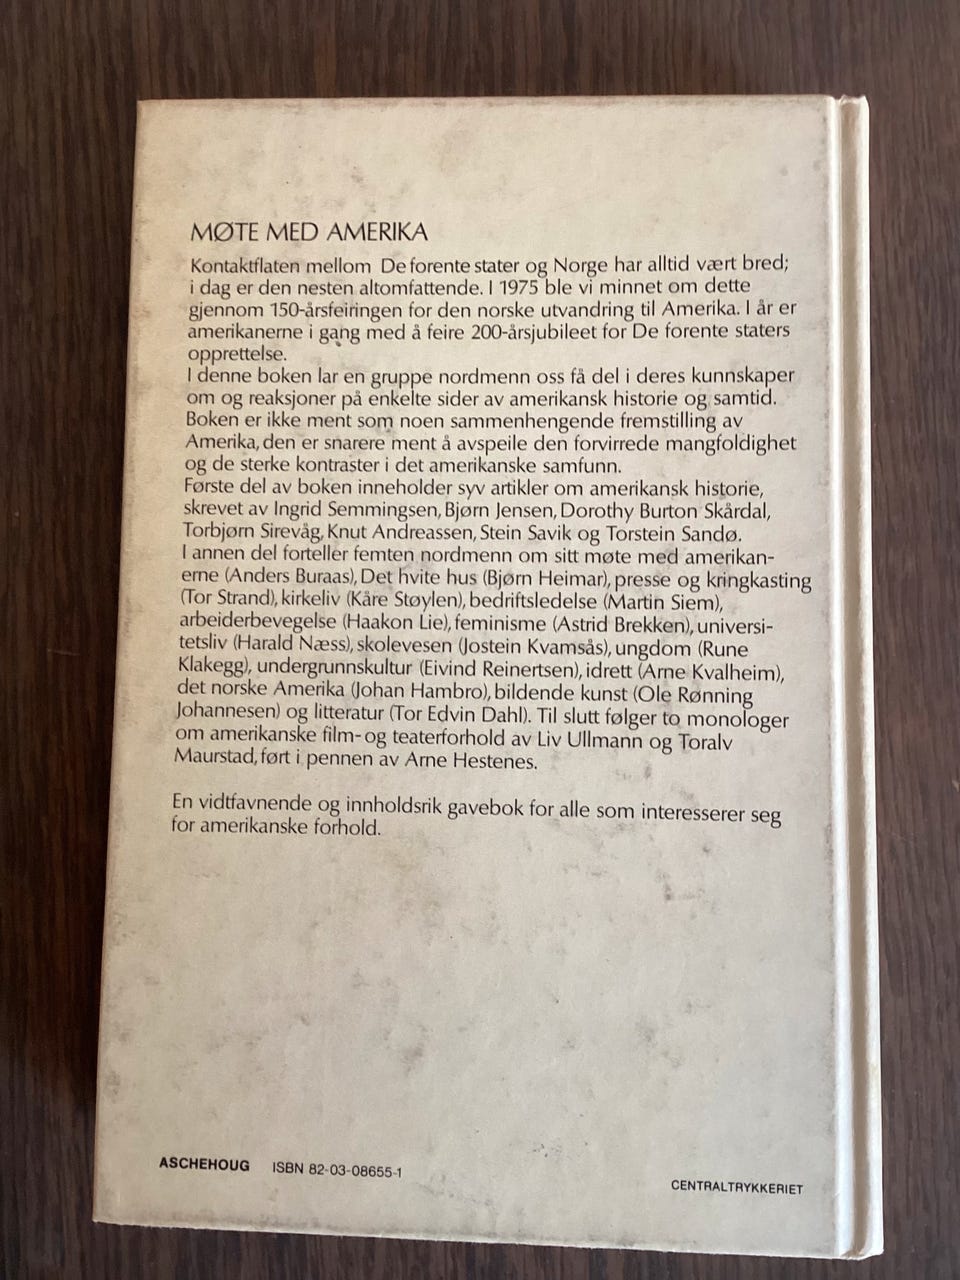 MØTE MED AMERIKA
Kontaktflaten mellom De forente stater og Norge har alltid vært bred;
i dag er den nesten altomfattende. I 1975 ble vi minnet om dette
gjennom 150-årsfeiringen for den norske utvandring til Amerika. I år er
amerikanerne i gang med å feire 200-årsjubileet for De forente staters
opprettelse.
I denne boken lar en gruppe nordmenn oss få del i deres kunnskaper
om og reaksjoner på enkelte sider av amerikansk historie og samtid.
Boken er ikke ment som noen sammenhengende fremstilling av
Amerika, den er snarere ment å avspeile den forvirrede mangfoldighet
og de sterke kontraster i det amerikanske samfunn.
Første del av boken inneholder syv artikler om amerikansk historie,
skrevet av Ingrid Semmingsen, Bjørn Jensen, Dorothy Burton Skårdal,
Torbjørn Sirevåg, Knut Andreassen, Stein Savik og Torstein Sandø.
I annen del forteller femten nordmenn om sitt møte med amerikan-
erne (Anders Buraas), Det hvite hus (Bjørn Heimar), presse og kringkasting
(Tor Strand), kirkeliv (Kåre Støylen), bedriftsledelse (Martin Siem),
arbeiderbevegelse (Haakon Lie), feminisme (Astrid Brekken), universi-
tetsliv (Harald Næss), skolevesen (Jostein Kvamsås), ungdom (Rune
Klakegg), undergrunnskultur (Eivind Reinertsen), idrett (Arne Kvalheim),
det norske Amerika (Johan Hambro), bildende kunst (Ole Rønning
Johannesen) og litteratur (Tor Edvin Dahl). Til slutt følger to monologer
om amerikanske film- og teaterforhold av Liv Ullmann og Toralv
Maurstad, ført i pennen av Arne Hestenes.
En vidtfavnende og innholdsrik gavebok for alle som interesserer seg
for amerikanske forhold.
ASCHEHOUG ISBN 82-03-08655-1
CENTRALTRYKKERIET